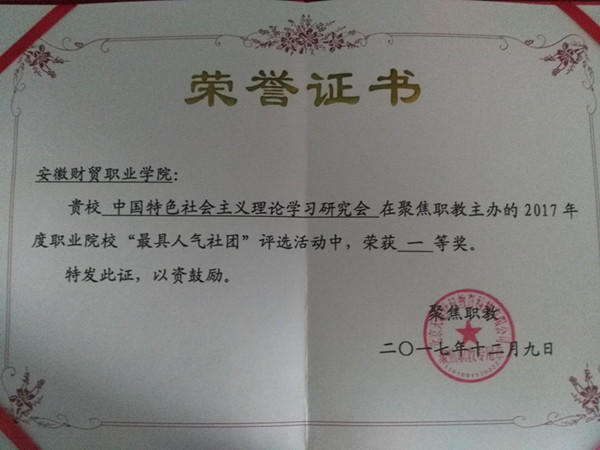 荣誉证书
安徽财贸职业学院：
贵校 中国特色社会主义理论学习研究会 在聚焦职教主办的 2017 年
度职业院校“最具人气社团”评选活动中，荣获 一 等奖。
特发此证，以资鼓励。
聚焦职教
二〇一七年十二月九日